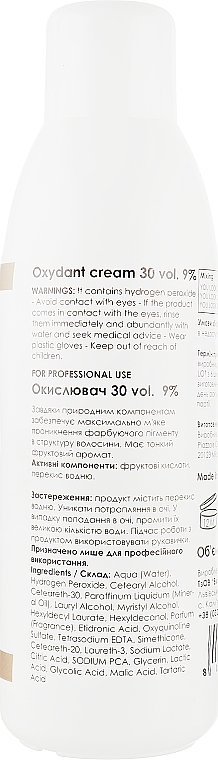 Oxydant cream 30 vol. 9%
WARNINGS: It contains hydrogen peroxide
- Avoid contact with eyes - If the product
comes in contact with the eyes, rinse
them immediately and abundantly with
water and seek medical advice - Wear
plastic gloves - Keep out of reach of
children.
FOR PROFESSIONAL USE
Окислювач 30 vol. 9%
Завдяки природним компонентам
забезпечує максимально м'яке
проникнення фарбуючого пігменту
в структуру волосини. Має тонкий
фруктовий аромат.
Активні компоненти: фруктові кислоти,
перекис водню.
Застереження: продукт містить перекис
водню. Уникати потрапляння в очі. У
випадку попадання в очі, промити їх
великою кількістю води. Під час роботи з
продуктом використовувати рукавички.
Призначено лише для професійного
використання.
Ingredients / Склад: Aqua (Water),
Hydrogen Peroxide, Cetearyl Alcohol,
Ceteareth-30, Paraffinum Liquidum (Miner-
al Oil), Lauryl Alcohol, Myristyl Alcohol,
Hexyldecyl Laurate, Hexyldecanol, Parfum
(Fragrance), Etidronic Acid, Oxyquinoline
Sulfate, Tetrasodium EDTA, Simethicone,
Ceteareth-20, Laureth-3, Sodium Lactate,
Citric Acid, SODIUM PCA, Glycerin, Lactic
Acid, Glycolic Acid, Malic Acid, Tartaric
Acid
Mixing
Made in
12M
Об'є